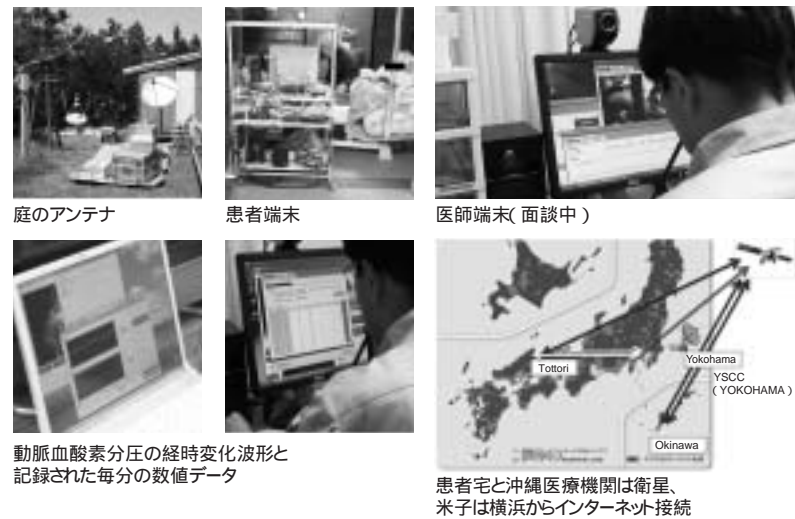 庭のアンテナ
患者端末
医師端末(面談中)
動脈血酸素分圧の経時変化波形と
記録された毎分の数値データ
Tottori
Yokohama
YSCC
(YOKOHAMA)
Okinawa
患者宅と沖縄医療機関は衛星、
米子は横浜からインターネット接続